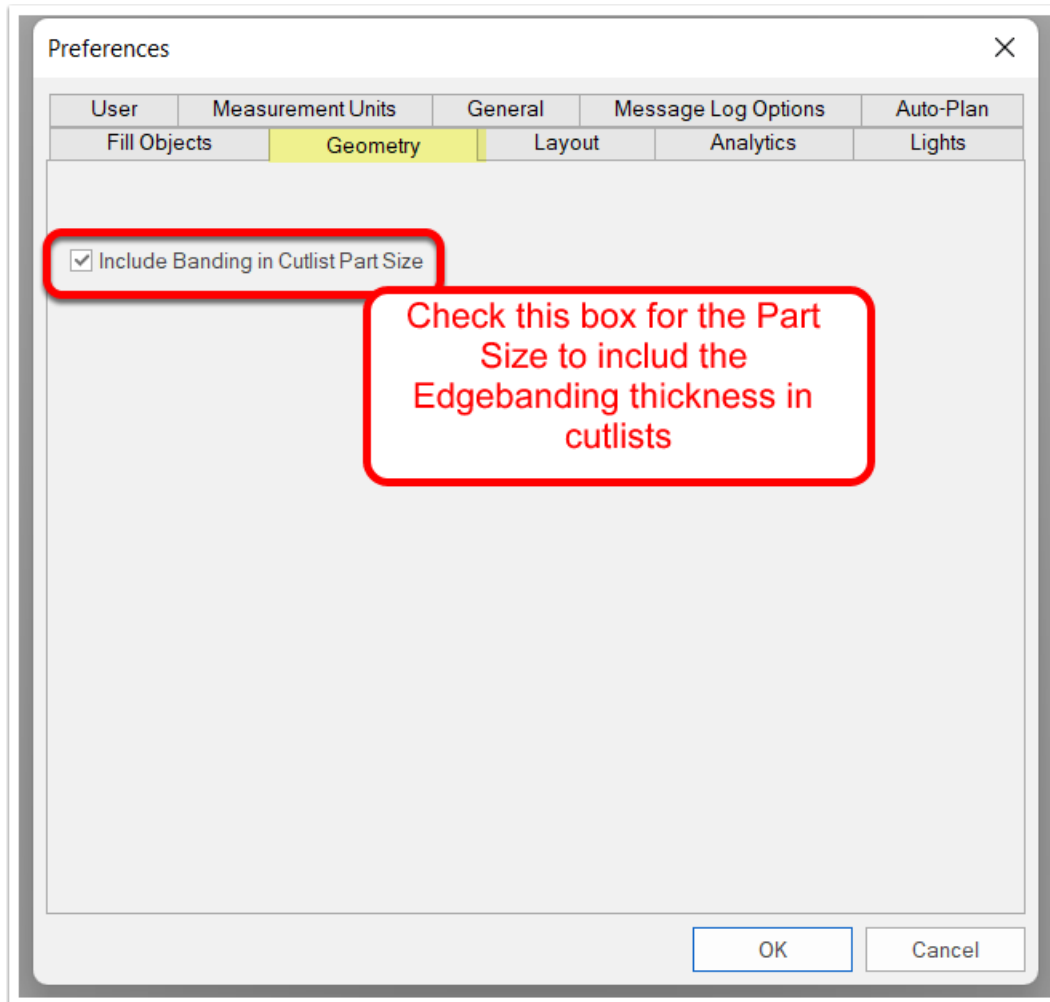 Preferences
User Measurement Units General Message Log Options Auto-Plan
Fill Objects Geometry Layout Analytics Lights
Include Banding in Cutlist Part Size
Check this box for the Part
Size to includ the
Edgebanding thickness in
cutlists
OK Cancel